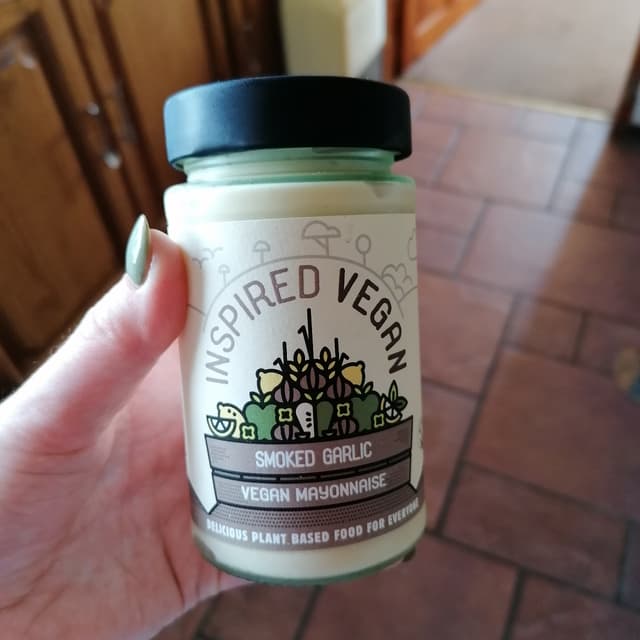 INSPIRED VEGAN
SMOKED GARLIC
VEGAN MAYONNAISE
DELICIOUS PLANT BASED FOOD FOR EVERYONE